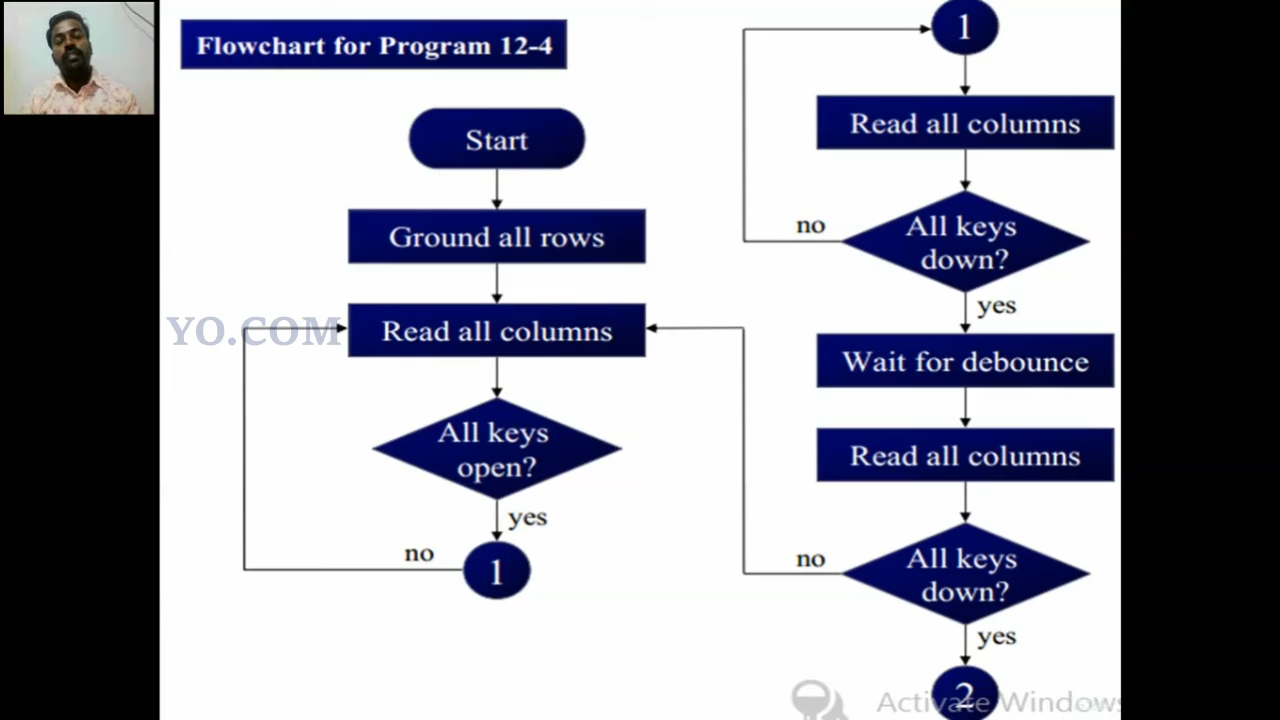 Flowchart for Program 12-4
Start
Ground all rows
Read all columns
All keys
open?
yes
no
1
YO.COM
1
Read all columns
All keys
down?
no
yes
Wait for debounce
Read all columns
All keys
down?
no
yes
2
Activate Windows